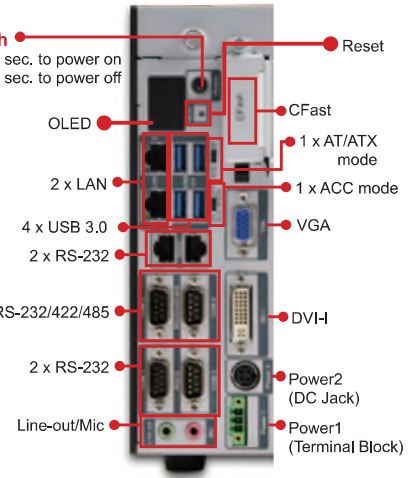 h
sec. to power on
sec. to power off
Reset
OLED
CFast
CFast
1 x AT/ATX
mode
2 x LAN
1 x ACC mode
4 x USB 3.0
VGA
2 x RS-232
RS-232/422/485
DVI-I
2 x RS-232
Power2
(DC Jack)
Line-out/Mic
Power1
(Terminal Block)